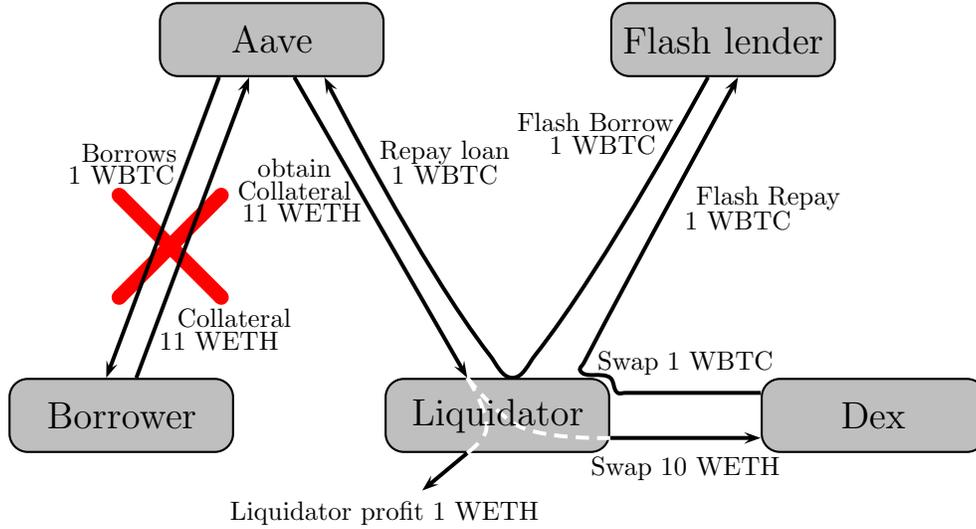 Aave
Flash lender
Flash Borrow
1 WBTC
Borrows
1 WBTC
obtain
Collateral
11 WETH
Repay loan
1 WBTC
Flash Repay
1 WBTC
Collateral
11 WETH
Swap 1 WBTC
Borrower
Liquidator
Dex
Swap 10 WETH
Liquidator profit 1 WETH